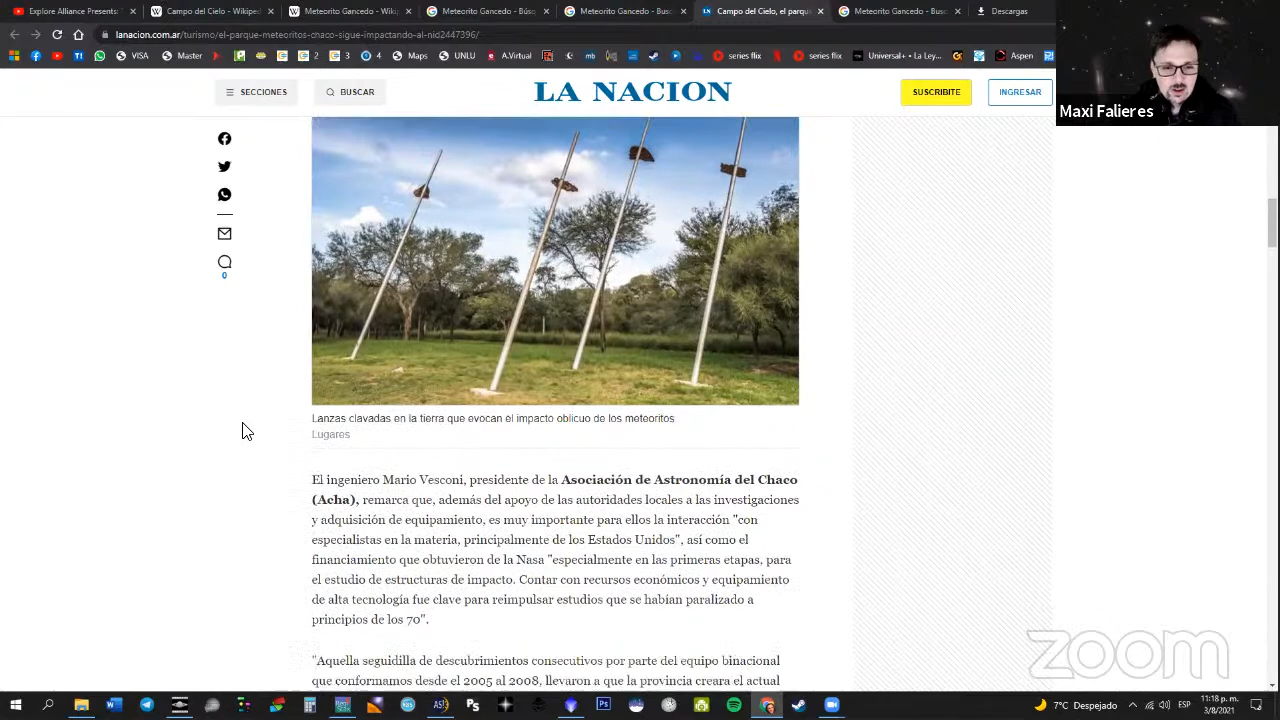 Explore Alliance Presents:
Campo del Cielo - Wikiped
Meteorito Gancedo - Wikip
Meteorito Gancedo - Busc
Meteorito Gancedo - Busc
Campo del Cielo, el parqu
Meteorito Gancedo - Busc
Descargas
lanacion.com.ar/turismo/el-parque-meteoritos-chaco-sigue-impactando-al-nid2447396/
VISA
Master
Maps
UNLU
A.Virtual
series flix
series flix
Universal+ • La Ley...
Aspen
SECCIONES
BUSCAR
LA NACION
SUSCRIBITE
INGRESAR
Maxi Falieres
0
Lanzas clavadas en la tierra que evocan el impacto oblicuo de los meteoritos
Lugares
El ingeniero Mario Vesconi, presidente de la Asociación de Astronomía del Chaco
(Acha), remarca que, además del apoyo de las autoridades locales a las investigaciones
y adquisición de equipamiento, es muy importante para ellos la interacción "con
especialistas en la materia, principalmente de los Estados Unidos", así como el
financiamiento que obtuvieron de la Nasa "especialmente en las primeras etapas, para
el estudio de estructuras de impacto. Contar con recursos económicos y equipamiento
de alta tecnología fue clave para reimpulsar estudios que se habían paralizado a
principios de los 70".
"Aquella seguidilla de descubrimientos consecutivos por parte del equipo binacional
que conformamos desde el 2005 al 2008, llevaron a que la provincia creara el actual
zoom
7°C Despejado
ESP
11:18 p. m.
3/8/2021